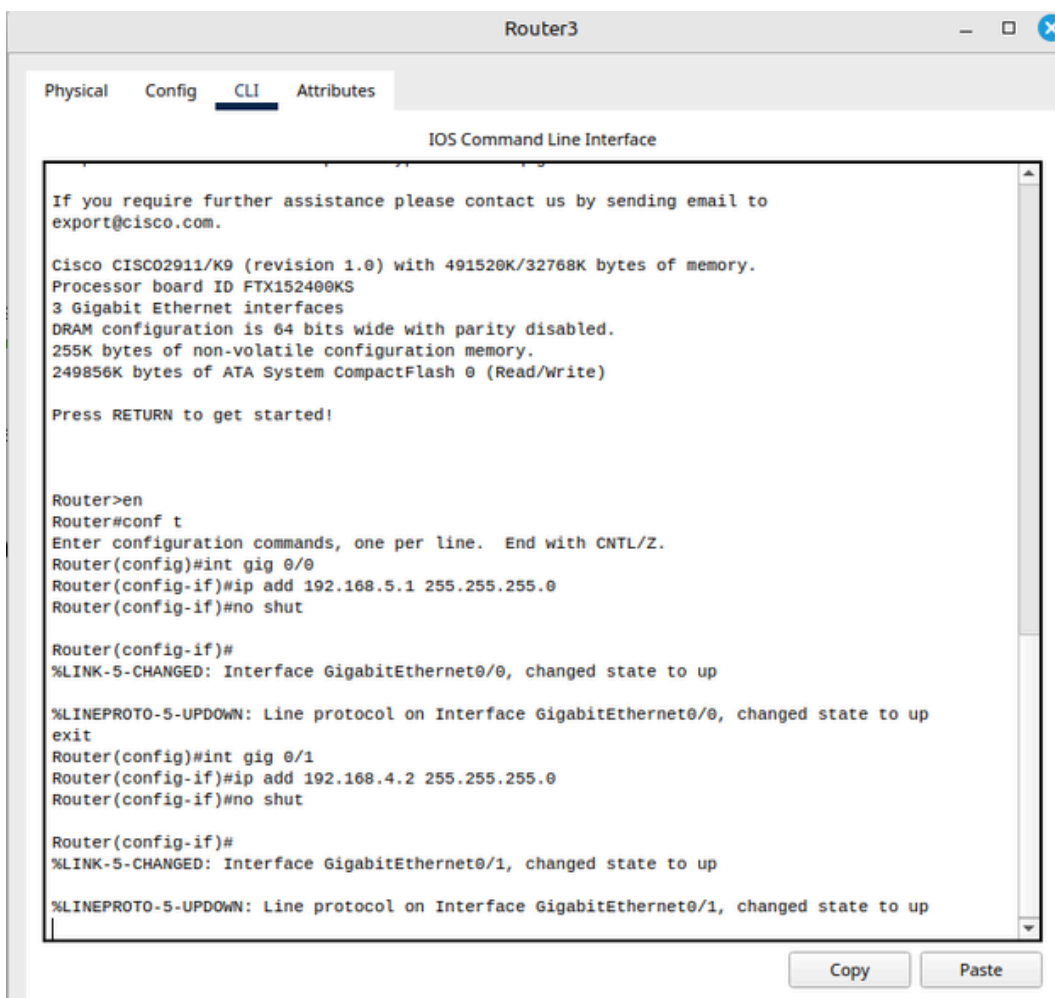 Router3
Physical Config CLI Attributes
IOS Command Line Interface
If you require further assistance please contact us by sending email to
export@cisco.com.
Cisco CISCO2911/K9 (revision 1.0) with 491520K/32768K bytes of memory.
Processor board ID FTX152400KS
3 Gigabit Ethernet interfaces
DRAM configuration is 64 bits wide with parity disabled.
255K bytes of non-volatile configuration memory.
249856K bytes of ATA System CompactFlash 0 (Read/Write)
Press RETURN to get started!
Router>en
Router#conf t
Enter configuration commands, one per line.  End with CNTL/Z.
Router(config)#int gig 0/0
Router(config-if)#ip add 192.168.5.1 255.255.255.0
Router(config-if)#no shut
Router(config-if)#
%LINK-5-CHANGED: Interface GigabitEthernet0/0, changed state to up
%LINEPROTO-5-UPDOWN: Line protocol on Interface GigabitEthernet0/0, changed state to up
exit
Router(config)#int gig 0/1
Router(config-if)#ip add 192.168.4.2 255.255.255.0
Router(config-if)#no shut
Router(config-if)#
%LINK-5-CHANGED: Interface GigabitEthernet0/1, changed state to up
%LINEPROTO-5-UPDOWN: Line protocol on Interface GigabitEthernet0/1, changed state to up
Copy Paste